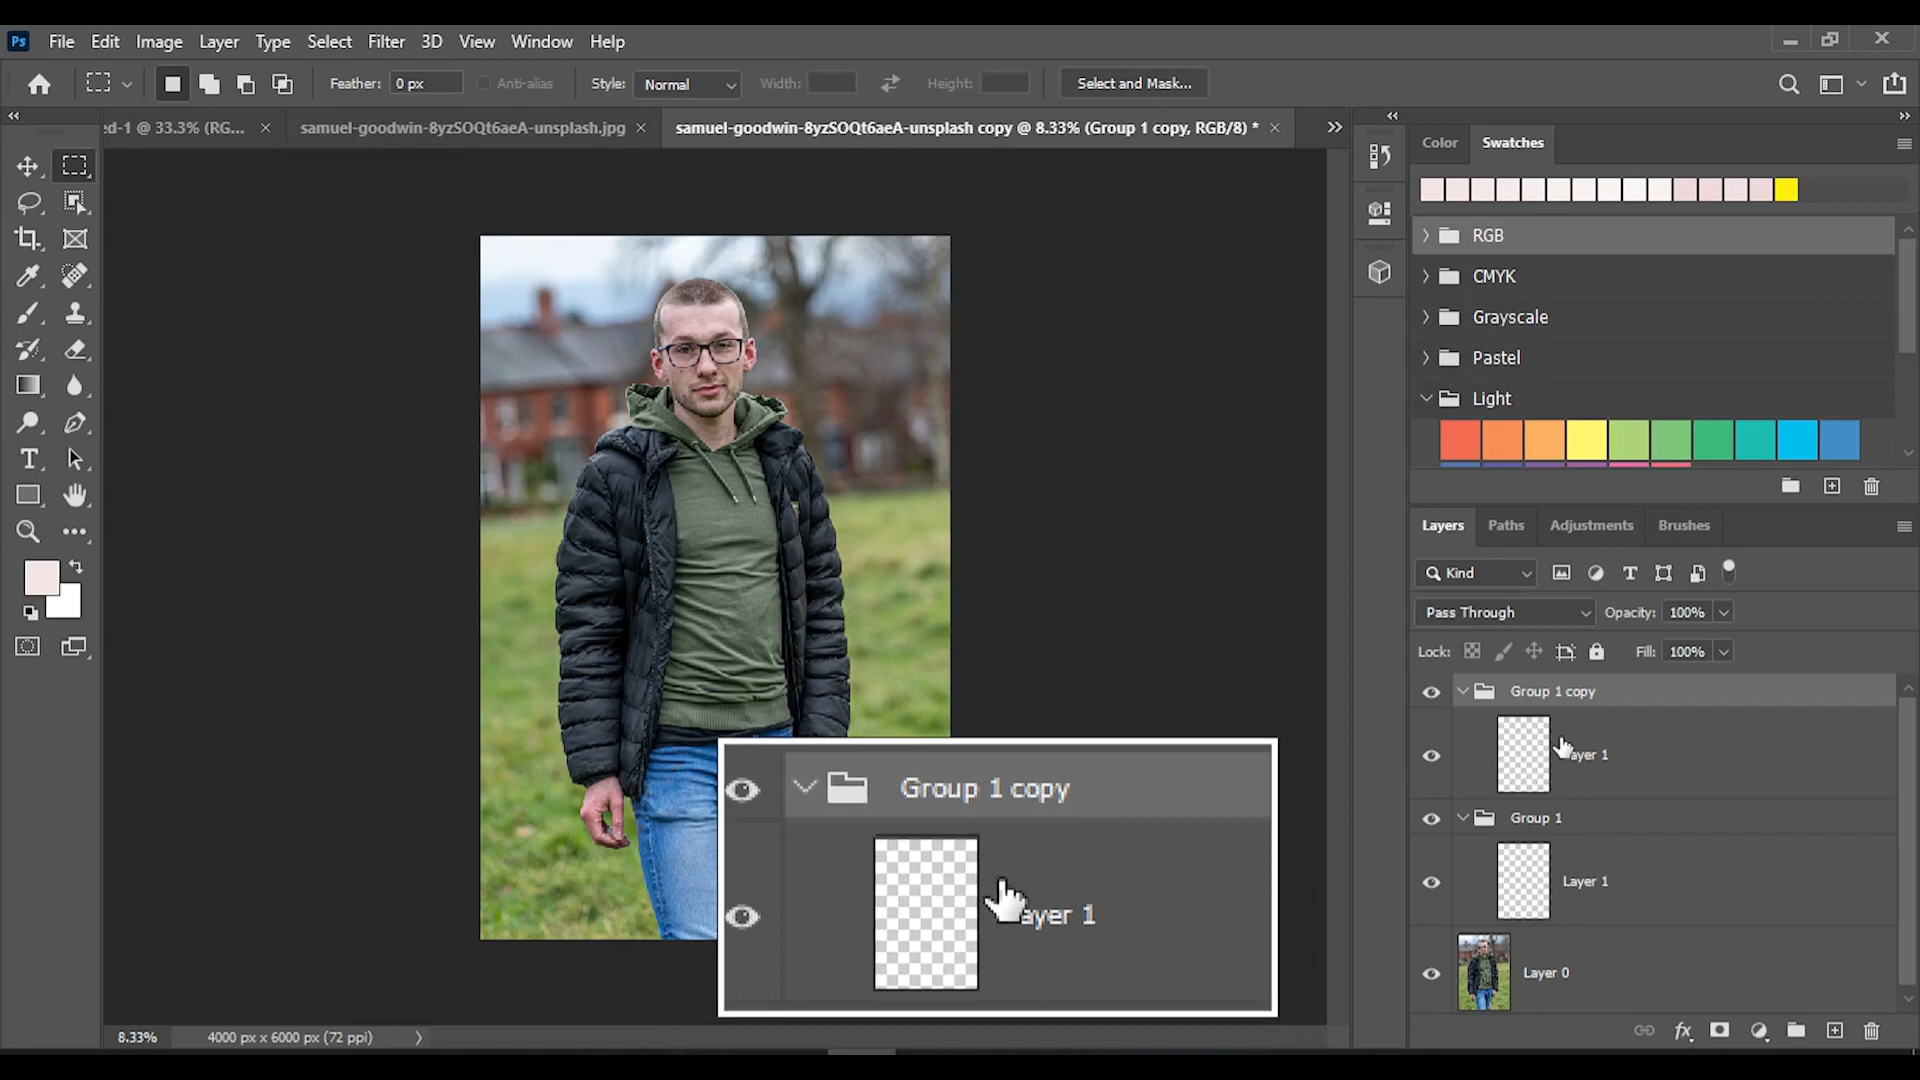 Ps File Edit Image Layer Type Select Filter 3D View Window Help
Feather: 0 px Anti-alias Style: Normal Width: Height: Select and Mask...
ed-1 @ 33.3% (RG... samuel-goodwin-8yzSOQt6aeA-unsplash.jpg samuel-goodwin-8yzSOQt6aeA-unsplash copy @ 8.33% (Group 1 copy, RGB/8) *
Color Swatches
RGB
CMYK
Grayscale
Pastel
Light
Layers Paths Adjustments Brushes
Kind
Pass Through Opacity: 100%
Lock: Fill: 100%
Group 1 copy
ayer 1
Group 1
Layer 1
Layer 0
Group 1 copy
ayer 1
8.33% 4000 px x 6000 px (72 ppi)